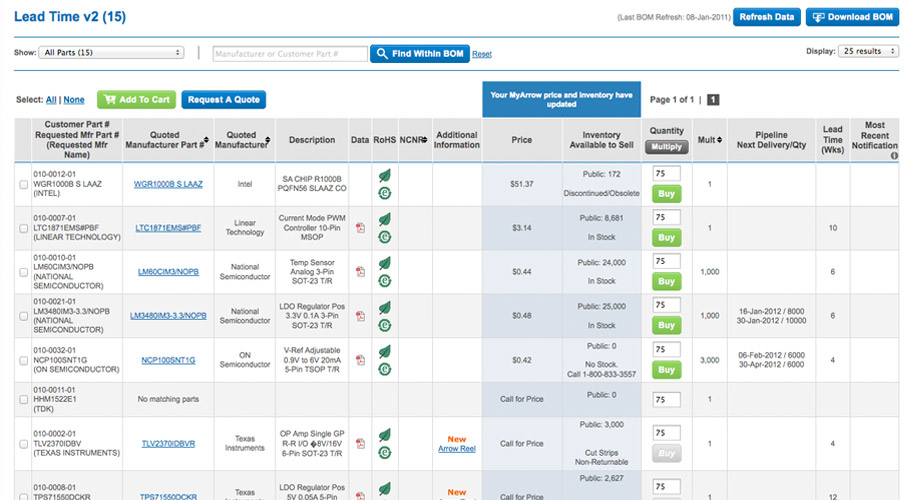 Lead Time v2 (15)
(Last BOM Refresh: 08-Jan-2011) Refresh Data Download BOM
Show: All Parts (15) | Manufacturer or Customer Part # Find Within BOM Reset Display: 25 results
Select: All | None Add To Cart Request A Quote
Your MyArrow price and inventory have
updated
Page 1 of 1 | 1
Customer Part #
Requested Mfr Part #
(Requested Mfr
Name)
Quoted
Manufacturer Part#
Quoted
Manufacturer
Description
Data
RoHS
NCNR
Additional
Information
Price
Inventory
Available to Sell
Quantity
Multiply
Mult
Pipeline
Next Delivery/Qty
Lead
Time
(Wks)
Most
Recent
Notification
010-0012-01
WGR1000B S LAAZ
(INTEL)
WGR1000B S LAAZ
Intel
SA CHIP R1000B
PQFN56 SLAAZ CO
$51.37
Public: 172
Discontinued/Obsolete
75
Buy
1
010-0007-01
LTC1871EMS#PBF
(LINEAR TECHNOLOGY)
LTC1871EMS#PBF
Linear
Technology
Current Mode PWM
Controller 10-Pin
MSOP
$3.14
Public: 8,681
In Stock
75
Buy
1
10
010-0010-01
LM60CIM3/NOPB
(NATIONAL
SEMICONDUCTOR)
LM60CIM3/NOPB
National
Semiconductor
Temp Sensor
Analog 3-Pin
SOT-23 T/R
$0.44
Public: 24,000
In Stock
75
Buy
1,000
6
010-0021-01
LM3480IM3-3.3/NOPB
(NATIONAL
SEMICONDUCTOR)
LM3480IM3-3.3/NOPB
National
Semiconductor
LDO Regulator Pos
3.3V 0.1A 3-Pin
SOT-23 T/R
$0.48
Public: 25,000
In Stock
75
Buy
1,000
16-Jan-2012 / 8000
30-Jan-2012 / 10000
6
010-0032-01
NCP100SNT1G
(ON SEMICONDUCTOR)
NCP100SNT1G
ON
Semiconductor
V-Ref Adjustable
0.9V to 6V 20mA
5-Pin TSOP T/R
$0.42
Public: 0
No Stock.
Call 1-800-833-3557
75
Buy
3,000
06-Feb-2012 / 6000
30-Apr-2012 / 6000
4
010-0011-01
HHM1522E1
(TDK)
No matching parts
Call for Price
Public: 0
75
1
010-0002-01
TLV2370IDBV
(TEXAS INSTRUMENTS)
TLV2370IDBVR
Texas
Instruments
OP Amp Single GP
R-R I/O �8V/16V
6-Pin SOT-23 T/R
New
Arrow Reel
Call for Price
Public: 3,000
Cut Strips
Non-Returnable
75
Buy
1
4
010-0008-01
TPS71550DCKR
TPS71550DCKR
Texas
Instruments
LDO Regulator Pos
5V 0.05A 5-Pin
New
Arrow Reel
Call for Price
Public: 2,627
75
1
12